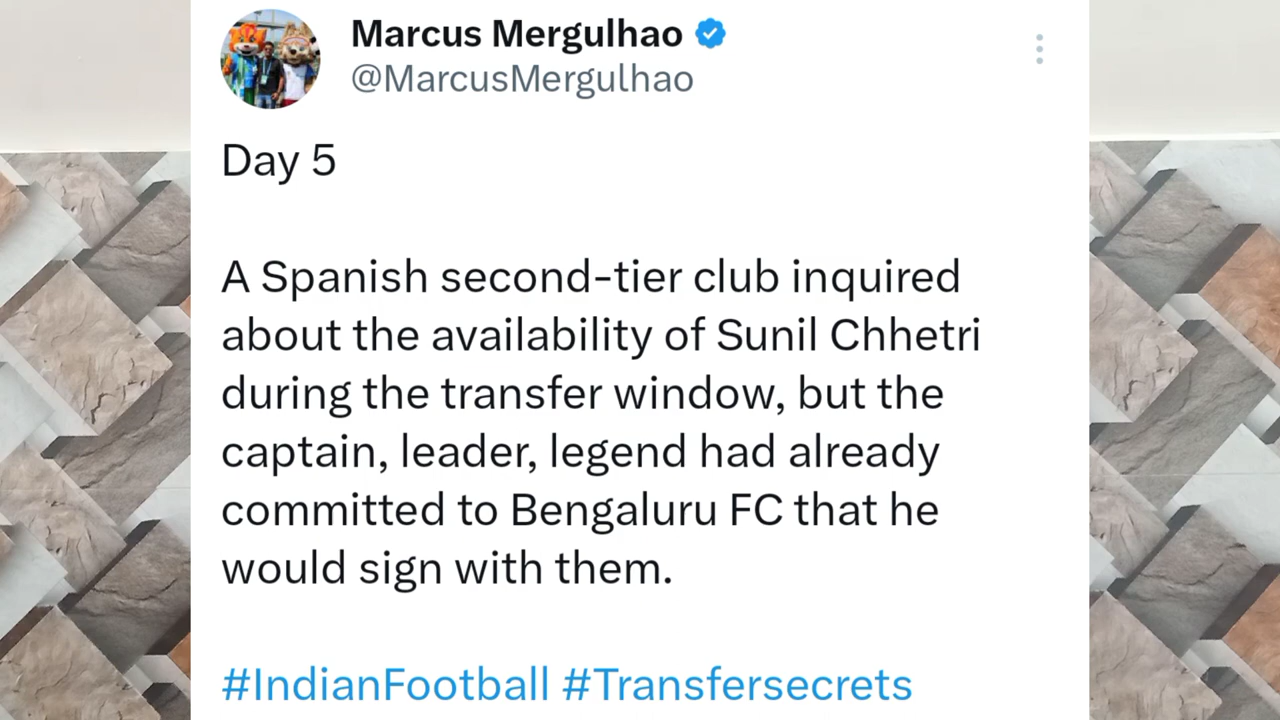 Marcus Mergulhao
@MarcusMergulhao
Day 5
A Spanish second-tier club inquired
about the availability of Sunil Chhetri
during the transfer window, but the
captain, leader, legend had already
committed to Bengaluru FC that he
would sign with them.
#IndianFootball #Transfersecrets